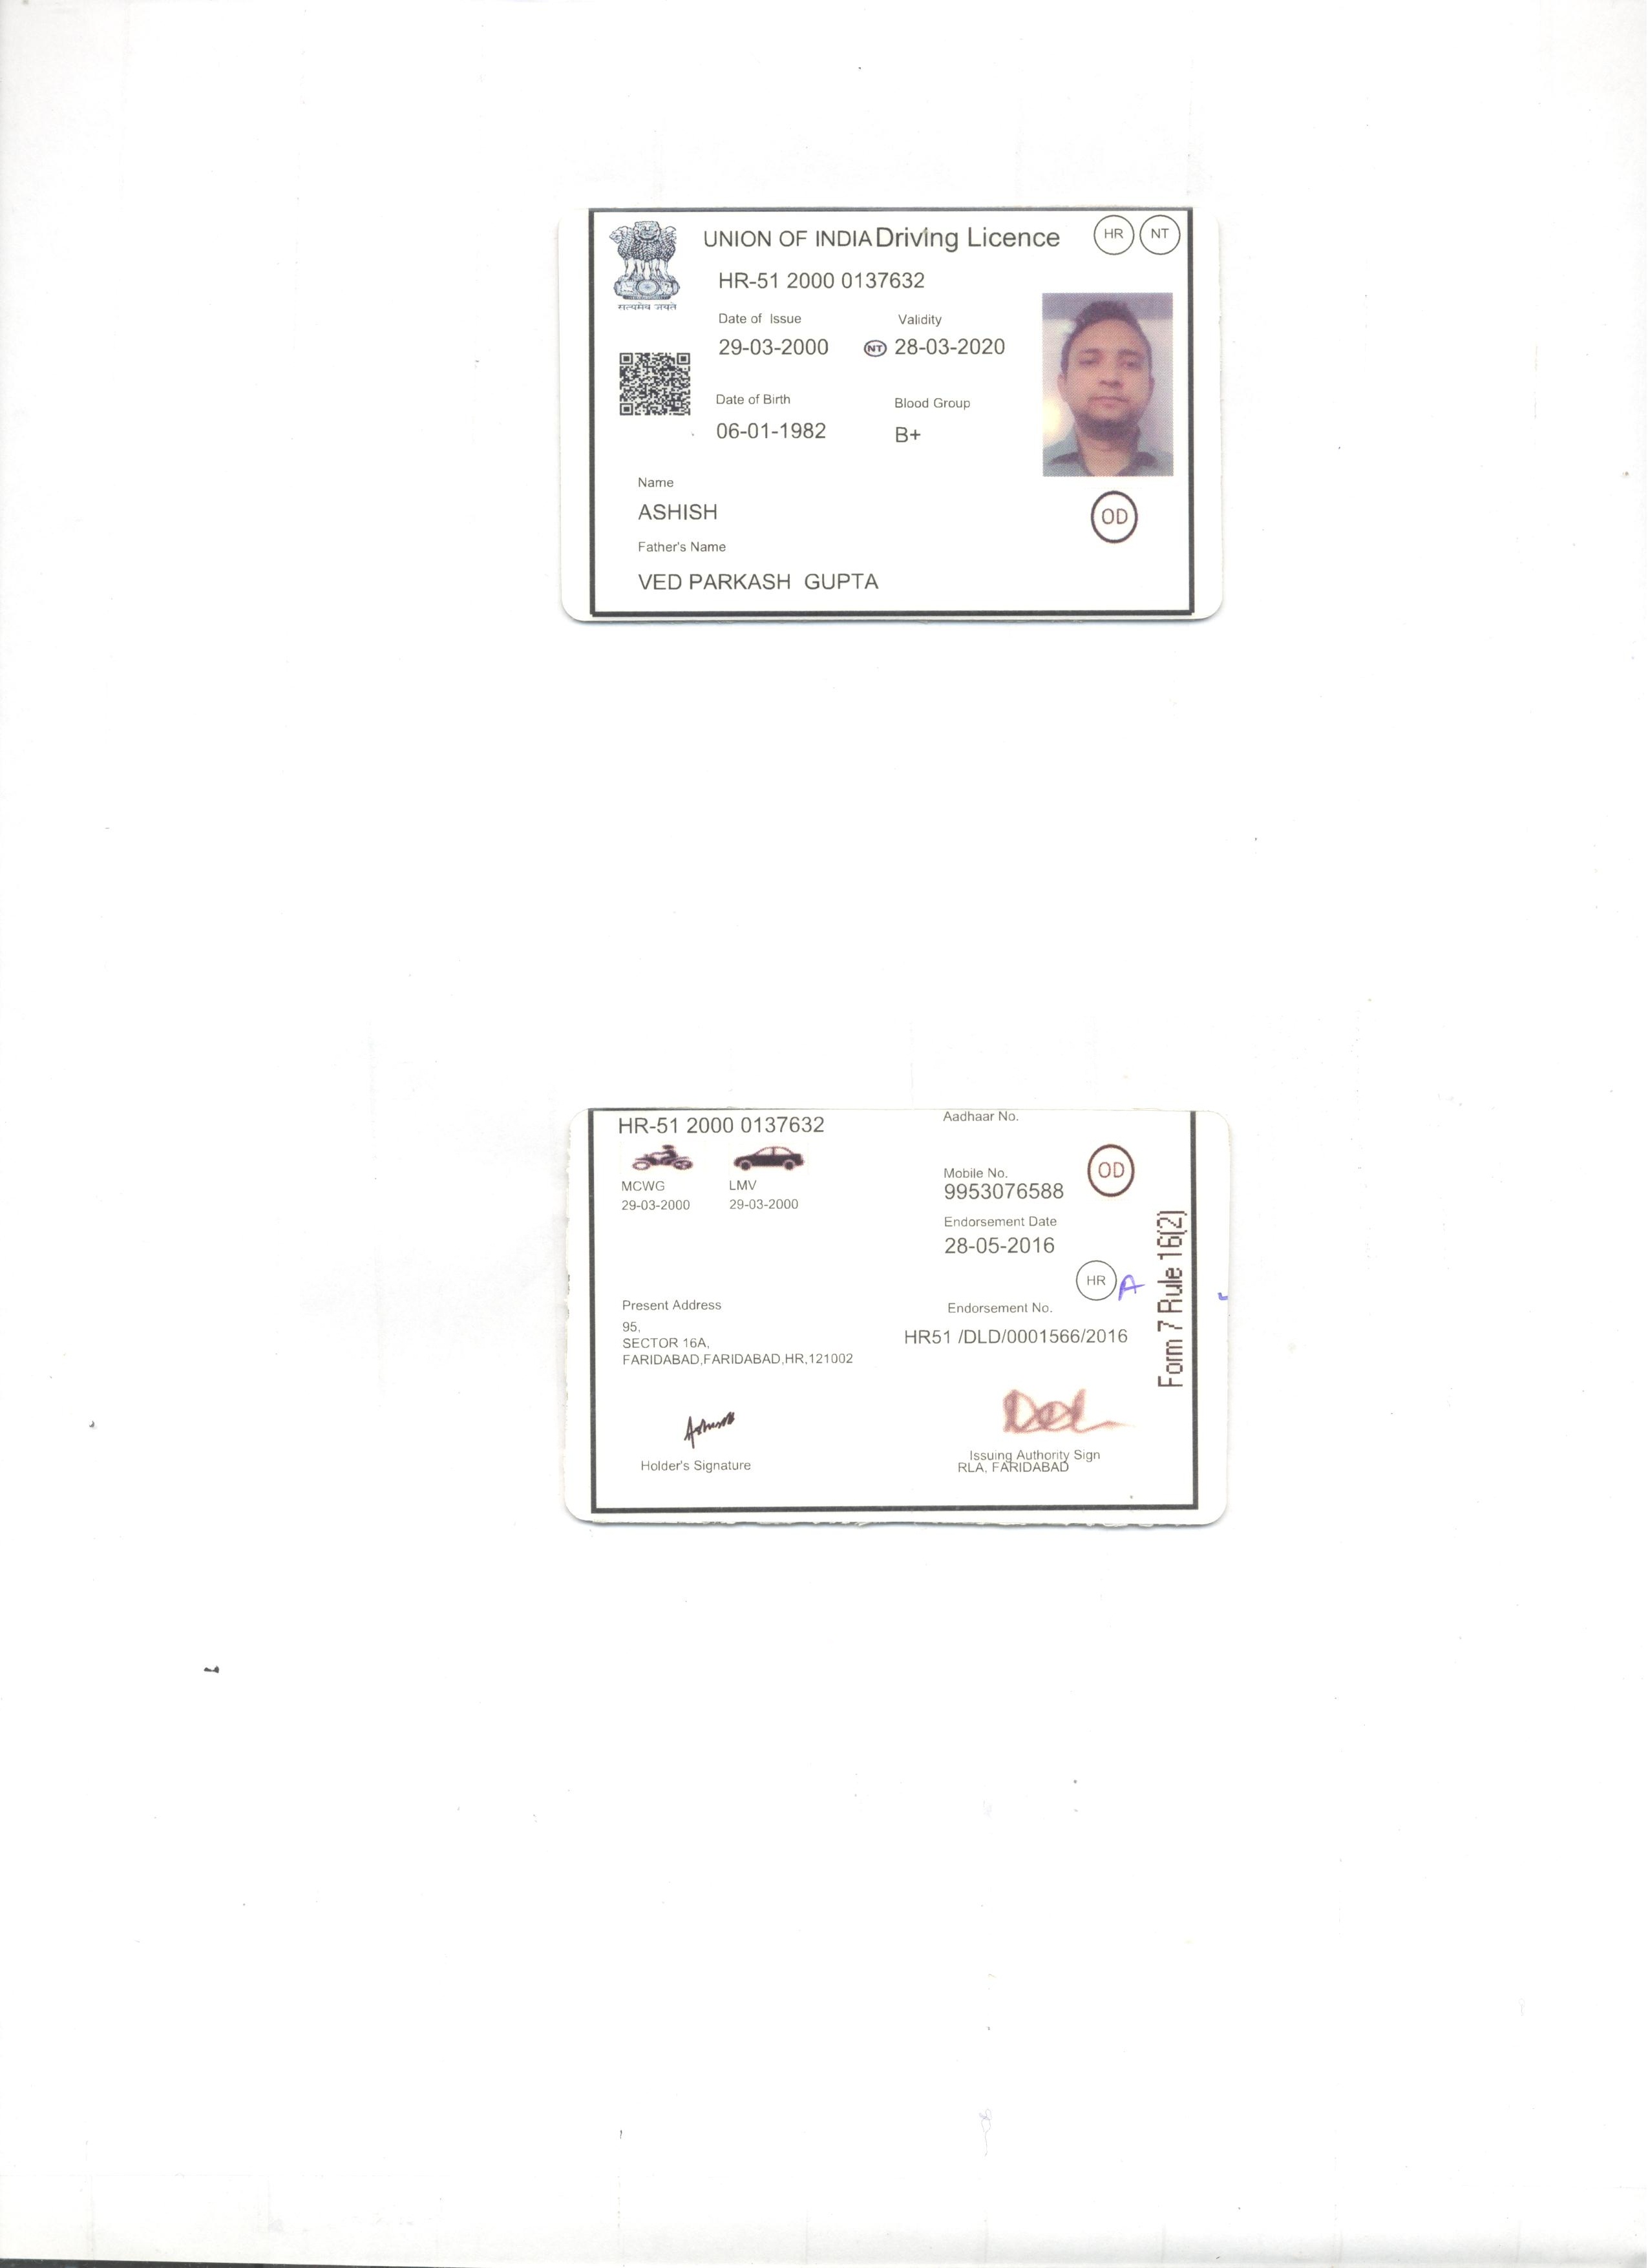 UNION OF INDIA Driving Licence
HR NT
HR-51 2000 0137632
सत्यमेव जयते
Date of Issue Validity
29-03-2000 NT 28-03-2020
Date of Birth Blood Group
06-01-1982 B+
Name
ASHISH
OD
Father's Name
VED PARKASH GUPTA
HR-51 2000 0137632
Aadhaar No.
MCWG LMV
29-03-2000 29-03-2000
Mobile No.
9953076588
OD
Endorsement Date
28-05-2016
HR A
Form 7 Rule 16(2)
Present Address
95,
SECTOR 16A,
FARIDABAD,FARIDABAD,HR,121002
Endorsement No.
HR51 /DLD/0001566/2016
Holder's Signature
Issuing Authority Sign
RLA, FARIDABAD